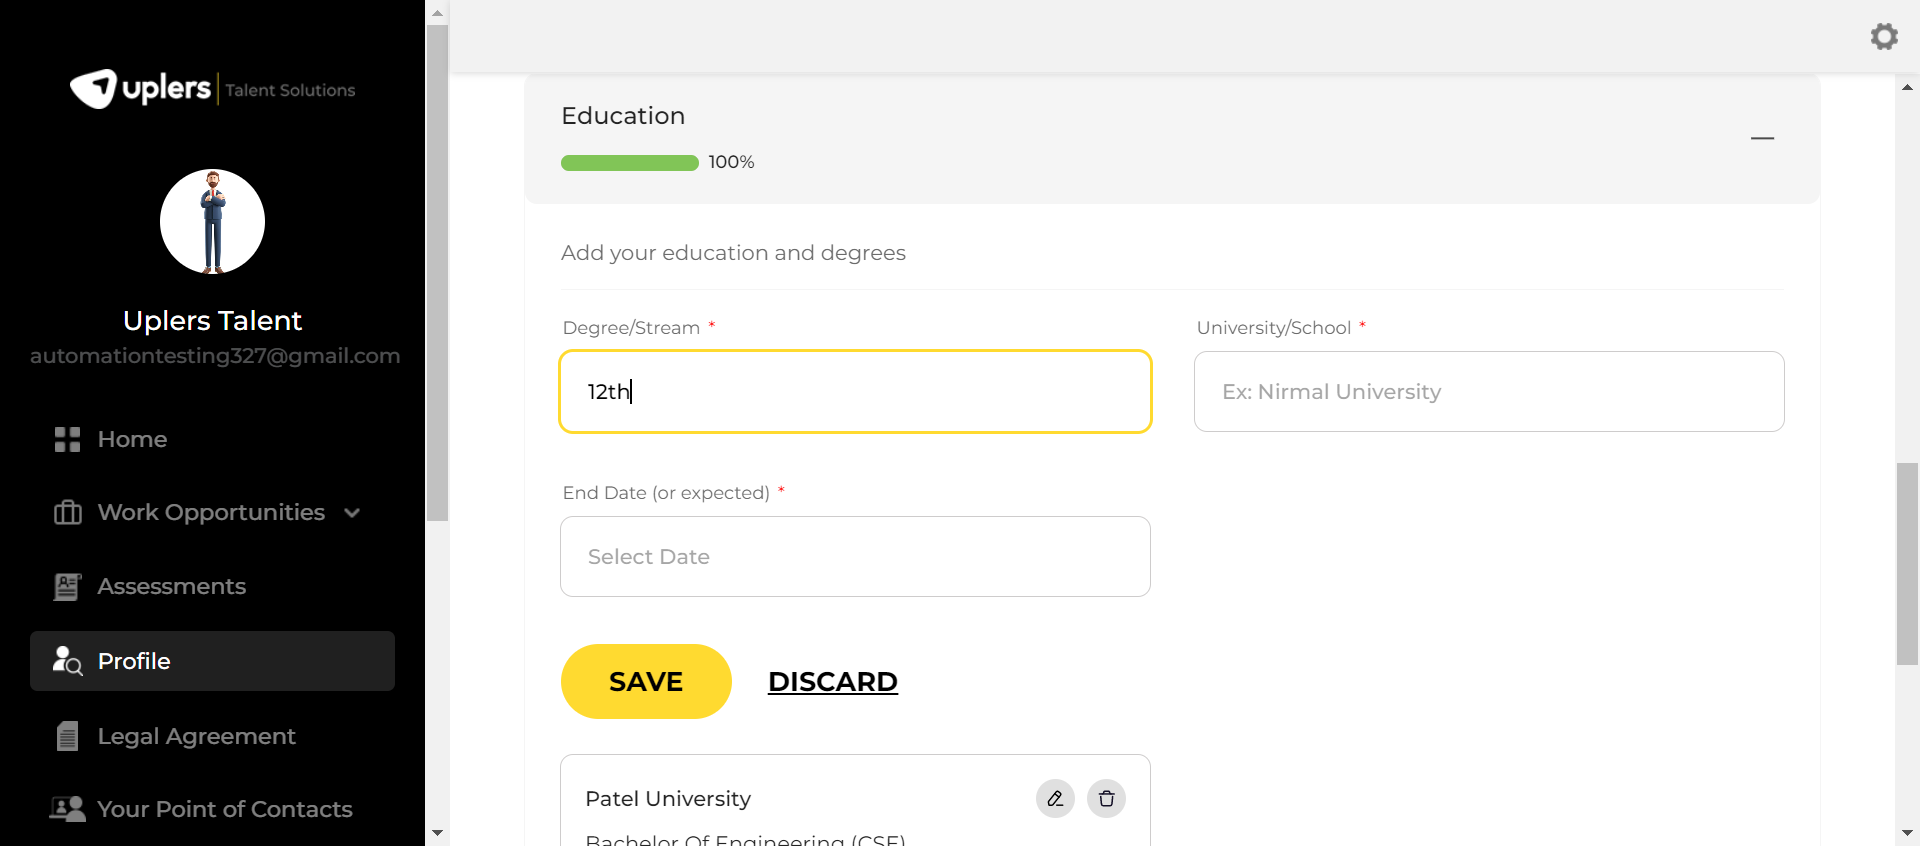 uplers | Talent Solutions
Uplers Talent
automationtesting327@gmail.com
Home
Work Opportunities
Assessments
Profile
Legal Agreement
Your Point of Contacts
Education
100%
Add your education and degrees
Degree/Stream *
12th
University/School *
Ex: Nirmal University
End Date (or expected) *
Select Date
SAVE
DISCARD
Patel University
Bachelor Of Engineering (CSE)